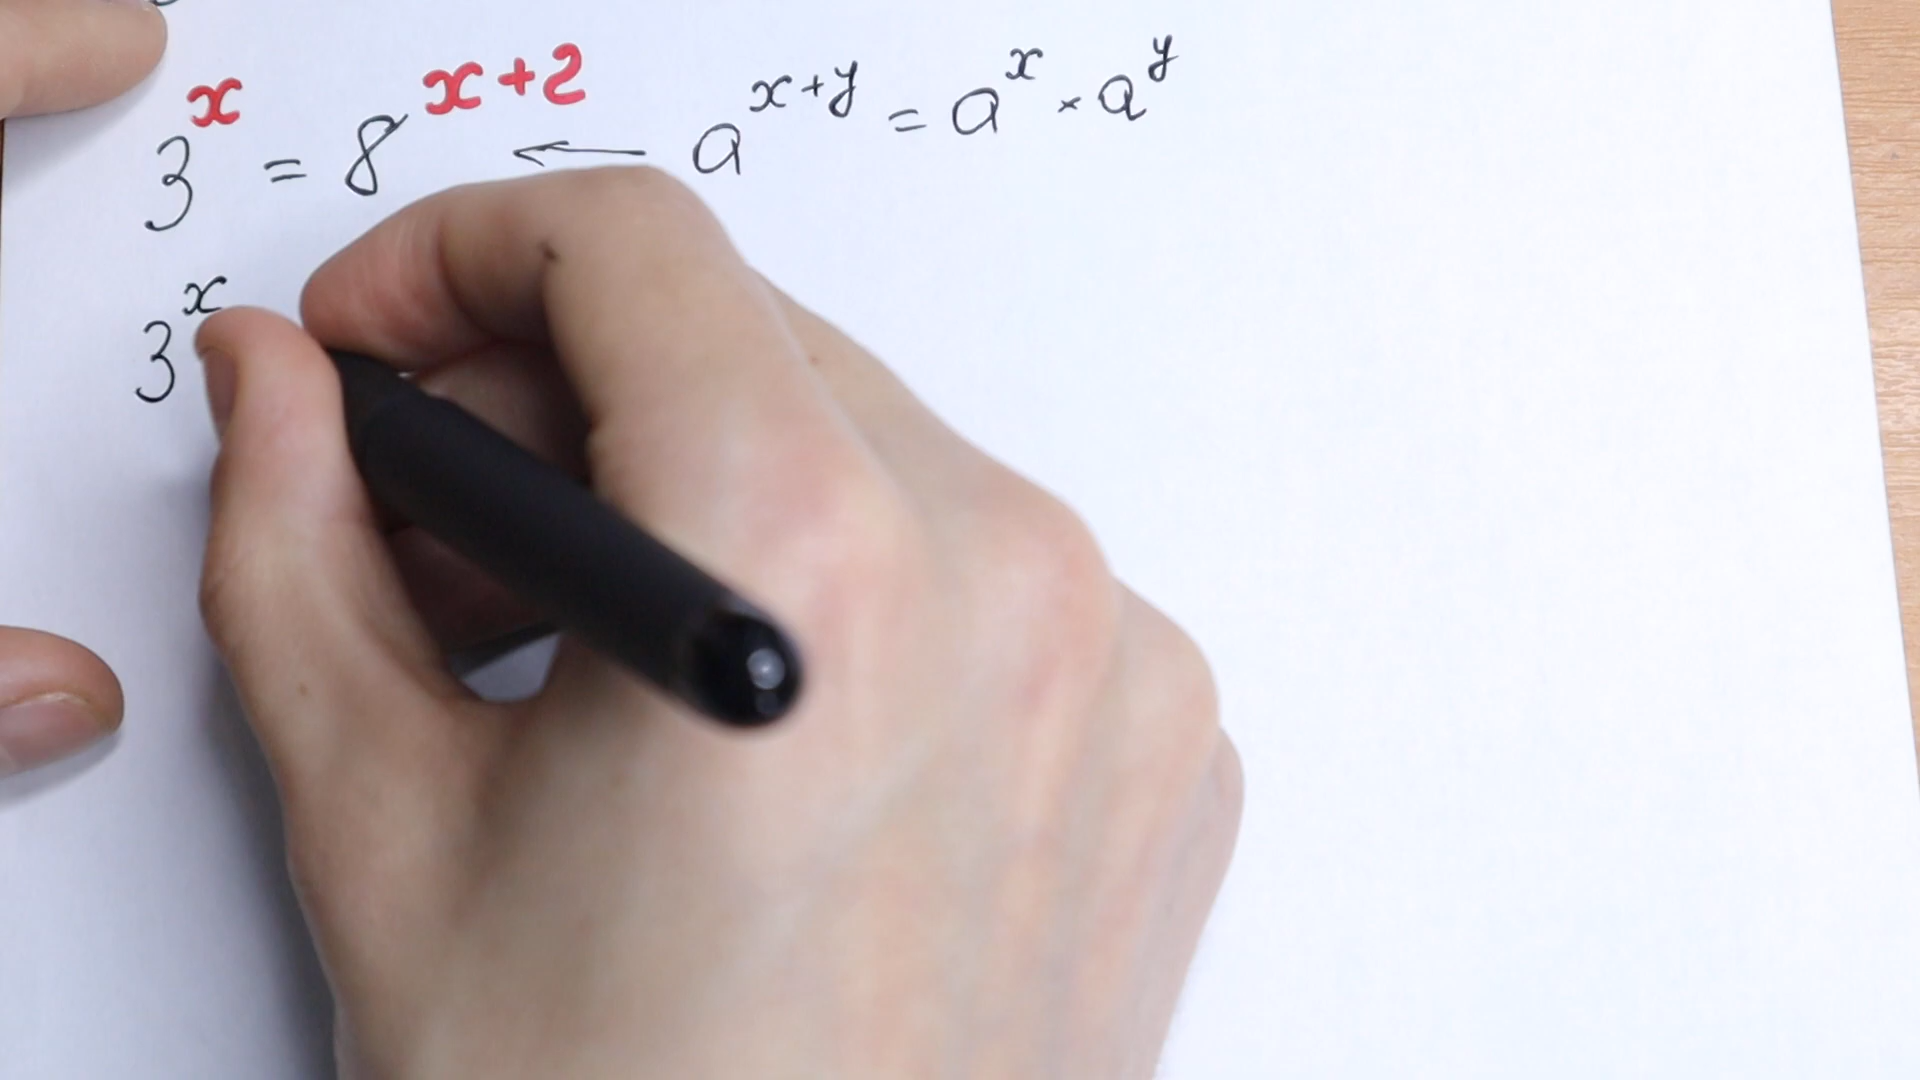 3^x = 8^{x+2} ← a^{x+y} = a^x × a^y
3^x